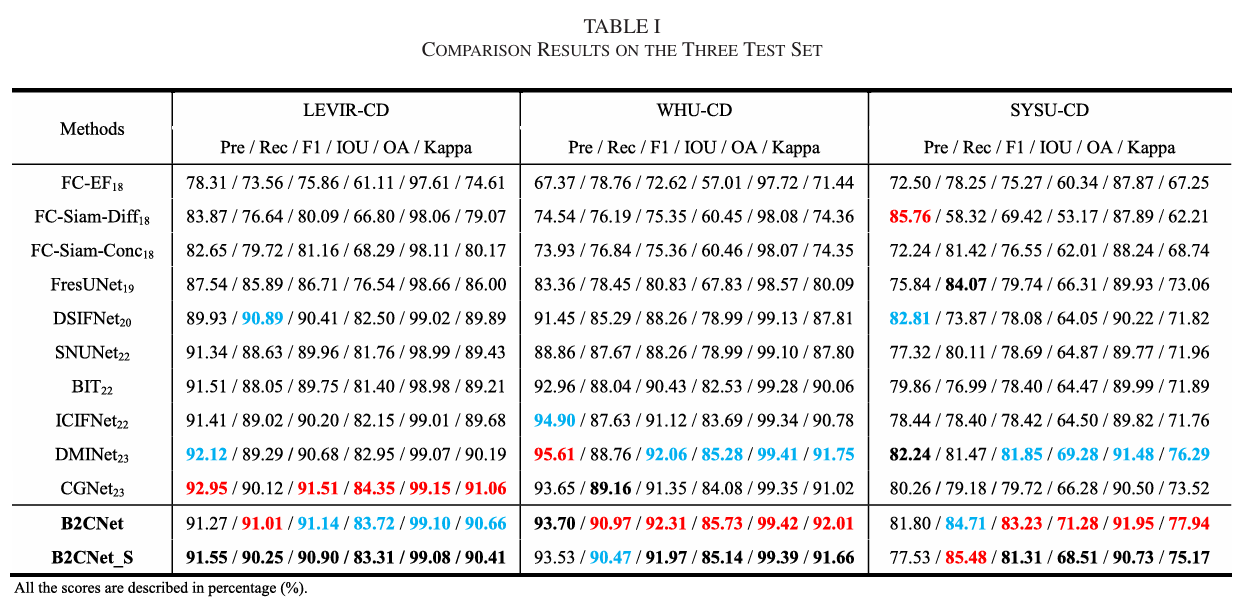 TABLE I
COMPARISON RESULTS ON THE THREE TEST SET
Methods LEVIR-CD WHU-CD SYSU-CD
Pre / Rec / F1 / IOU / OA / Kappa Pre / Rec / F1 / IOU / OA / Kappa Pre / Rec / F1 / IOU / OA / Kappa
FC-EF18 78.31 / 73.56 / 75.86 / 61.11 / 97.61 / 74.61 67.37 / 78.76 / 72.62 / 57.01 / 97.72 / 71.44 72.50 / 78.25 / 75.27 / 60.34 / 87.87 / 67.25
FC-Siam-Diff18 83.87 / 76.64 / 80.09 / 66.80 / 98.06 / 79.07 74.54 / 76.19 / 75.35 / 60.45 / 98.08 / 74.36 85.76 / 58.32 / 69.42 / 53.17 / 87.89 / 62.21
FC-Siam-Conc18 82.65 / 79.72 / 81.16 / 68.29 / 98.11 / 80.17 73.93 / 76.84 / 75.36 / 60.46 / 98.07 / 74.35 72.24 / 81.42 / 76.55 / 62.01 / 88.24 / 68.74
FresUNet19 87.54 / 85.89 / 86.71 / 76.54 / 98.66 / 86.00 83.36 / 78.45 / 80.83 / 67.83 / 98.57 / 80.09 75.84 / 84.07 / 79.74 / 66.31 / 89.93 / 73.06
DSIFNet20 89.93 / 90.89 / 90.41 / 82.50 / 99.02 / 89.89 91.45 / 85.29 / 88.26 / 78.99 / 99.13 / 87.81 82.81 / 73.87 / 78.08 / 64.05 / 90.22 / 71.82
SNUNet22 91.34 / 88.63 / 89.96 / 81.76 / 98.99 / 89.43 88.86 / 87.67 / 88.26 / 78.99 / 99.10 / 87.80 77.32 / 80.11 / 78.69 / 64.87 / 89.77 / 71.96
BIT22 91.51 / 88.05 / 89.75 / 81.40 / 98.98 / 89.21 92.96 / 88.04 / 90.43 / 82.53 / 99.28 / 90.06 79.86 / 76.99 / 78.40 / 64.47 / 89.99 / 71.89
ICIFNet22 91.41 / 89.02 / 90.20 / 82.15 / 99.01 / 89.68 94.90 / 87.63 / 91.12 / 83.69 / 99.34 / 90.78 78.44 / 78.40 / 78.42 / 64.50 / 89.82 / 71.76
DMINet23 92.12 / 89.29 / 90.68 / 82.95 / 99.07 / 90.19 95.61 / 88.76 / 92.06 / 85.28 / 99.41 / 91.75 82.24 / 81.47 / 81.85 / 69.28 / 91.48 / 76.29
CGNet23 92.95 / 90.12 / 91.51 / 84.35 / 99.15 / 91.06 93.65 / 89.16 / 91.35 / 84.08 / 99.35 / 91.02 80.26 / 79.18 / 79.72 / 66.28 / 90.50 / 73.52
B2CNet 91.27 / 91.01 / 91.14 / 83.72 / 99.10 / 90.66 93.70 / 90.97 / 92.31 / 85.73 / 99.42 / 92.01 81.80 / 84.71 / 83.23 / 71.28 / 91.95 / 77.94
B2CNet_S 91.55 / 90.25 / 90.90 / 83.31 / 99.08 / 90.41 93.53 / 90.47 / 91.97 / 85.14 / 99.39 / 91.66 77.53 / 85.48 / 81.31 / 68.51 / 90.73 / 75.17
All the scores are described in percentage (%).